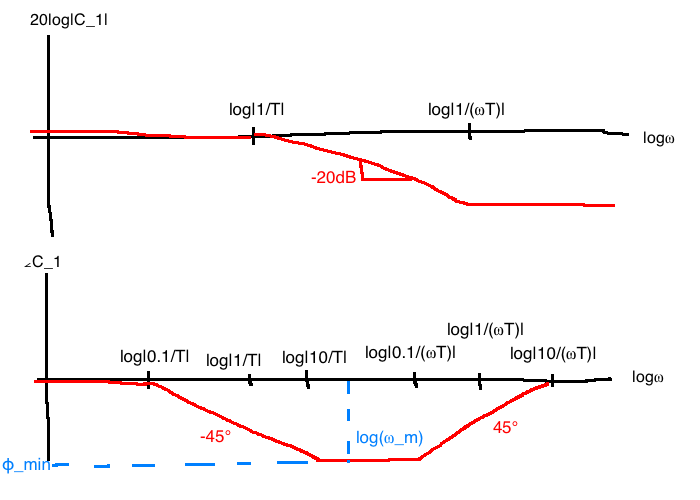 20log|C_1|
log|1/T|
log|1/(ωT)|
logω
-20dB
∠C_1
log|0.1/T|
log|1/T|
log|10/T|
log|0.1/(ωT)|
log|1/(ωT)|
log|10/(ωT)|
logω
-45°
log(ω_m)
45°
ϕ_min